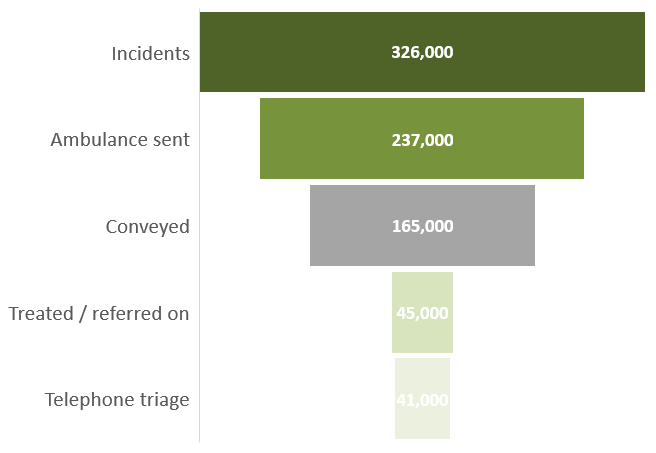 Incidents
326,000
Ambulance sent
237,000
Conveyed
165,000
Treated / referred on
45,000
Telephone triage
41,000